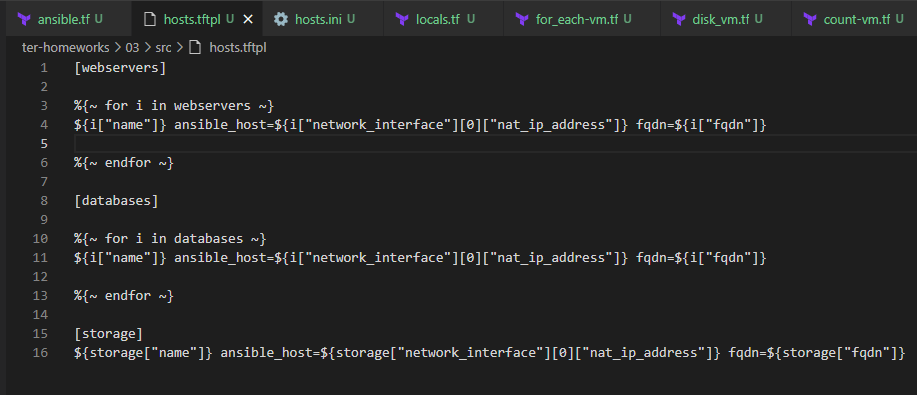 ansible.tf U hosts.tftpl U hosts.ini U locals.tf U for_each-vm.tf U disk_vm.tf U count-vm.tf U
ter-homeworks > 03 > src > hosts.tftpl
1 [webservers]
2
3 %{~ for i in webservers ~}
4 ${i["name"]} ansible_host=${i["network_interface"][0]["nat_ip_address"]} fqdn=${i["fqdn"]}
5
6 %{~ endfor ~}
7
8 [databases]
9
10 %{~ for i in databases ~}
11 ${i["name"]} ansible_host=${i["network_interface"][0]["nat_ip_address"]} fqdn=${i["fqdn"]}
12
13 %{~ endfor ~}
14
15 [storage]
16 ${storage["name"]} ansible_host=${storage["network_interface"][0]["nat_ip_address"]} fqdn=${storage["fqdn"]}